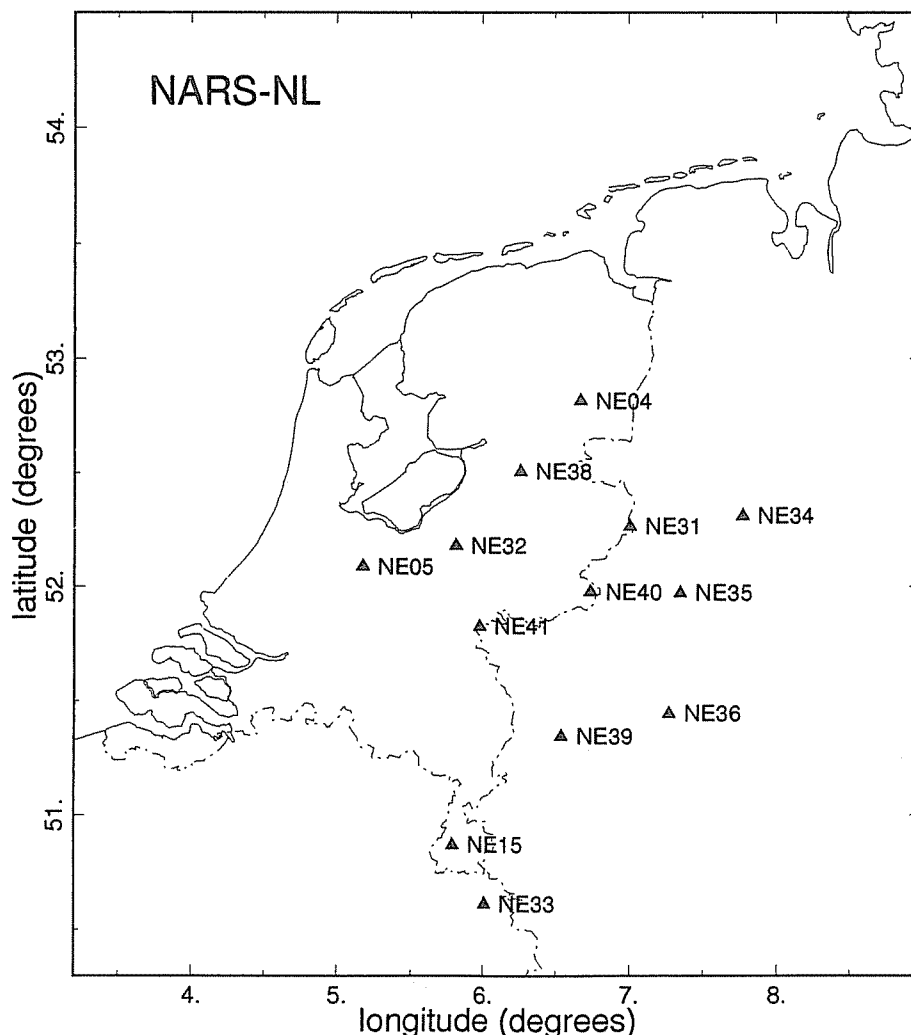 NARS-NL
54.
53.
52.
51.
latitude (degrees)
NE04
NE38
NE34
NE31
NE32
NE05
NE40
NE35
NE41
NE36
NE39
NE15
NE33
4.
5.
6.
7.
8.
longitude (degrees)